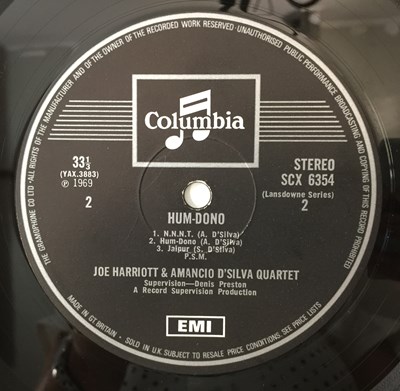 THE GRAMOPHONE CO LTD · ALL RIGHTS OF THE MANUFACTURER AND OF THE OWNER OF THE RECORDED WORK RESERVED · UNAUTHORISED PUBLIC PERFORMANCE BROADCASTING AND COPYING OF THIS RECORD PROHIBITED
Columbia
33⅓
(YAX.3883)
℗ 1969
2
STEREO
SCX 6354
(Lansdowne Series)
2
HUM-DONO
1. N.N.N.T. (A. D'Silva)
2. Hum-Dono (A. D'Silva)
3. Jaipur (S. D'Silva)
P.S.M.
JOE HARRIOTT & AMANCIO D'SILVA QUARTET
Supervision—Denis Preston
A Record Supervision Production
EMI
MADE IN GT. BRITAIN · SOLD IN U.K. SUBJECT TO RESALE PRICE CONDITIONS, SEE PRICE LISTS